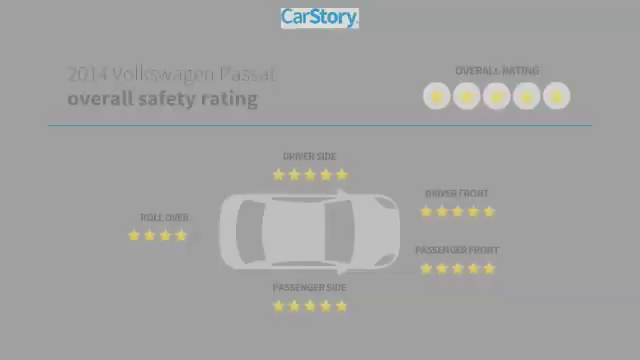 CarStory.
2014 Volkswagen Passat
overall safety rating
OVERALL RATING
DRIVER SIDE
DRIVER FRONT
ROLL OVER
PASSENGER FRONT
PASSENGER SIDE